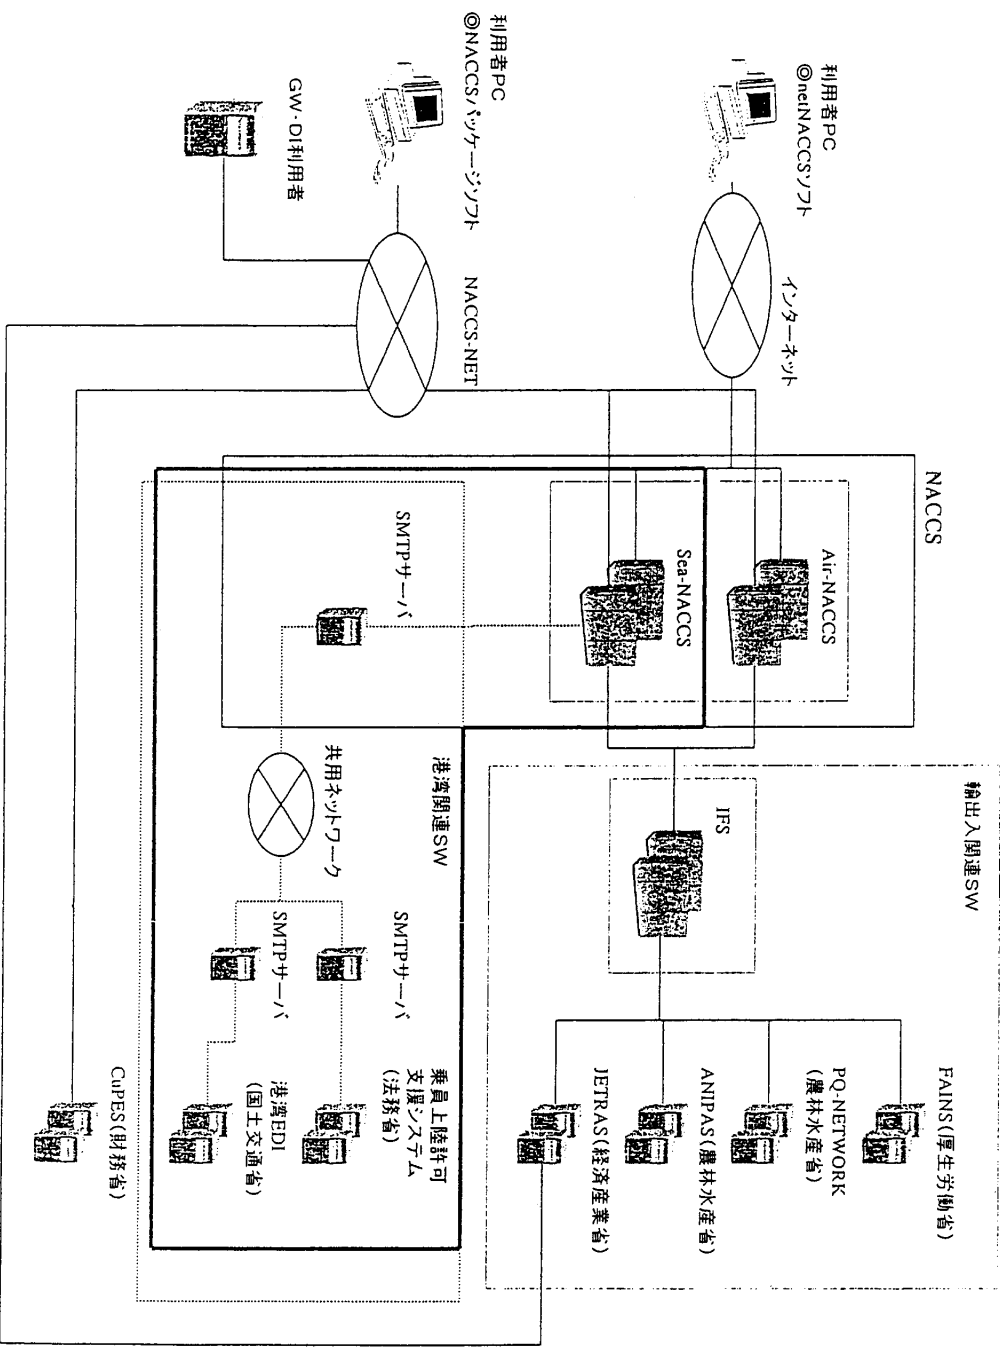 利用者PC
◎netNACCSソフト
インターネット
利用者PC
◎NACCSパッケージソフト
NACCS-NET
GW・DI利用者
NACCS
Air-NACCS
Sea-NACCS
SMTPサーバ
輸出入関連SW
IFS
FAINS(厚生労働省)
PQ-NETWORK
(農林水産省)
ANIPAS(農林水産省)
JETRAS(経済産業省)
港湾関連SW
共用ネットワーク
SMTPサーバ
SMTPサーバ
乗員上陸許可
支援システム
(法務省)
港湾EDI
(国土交通省)
CuPES(財務省)